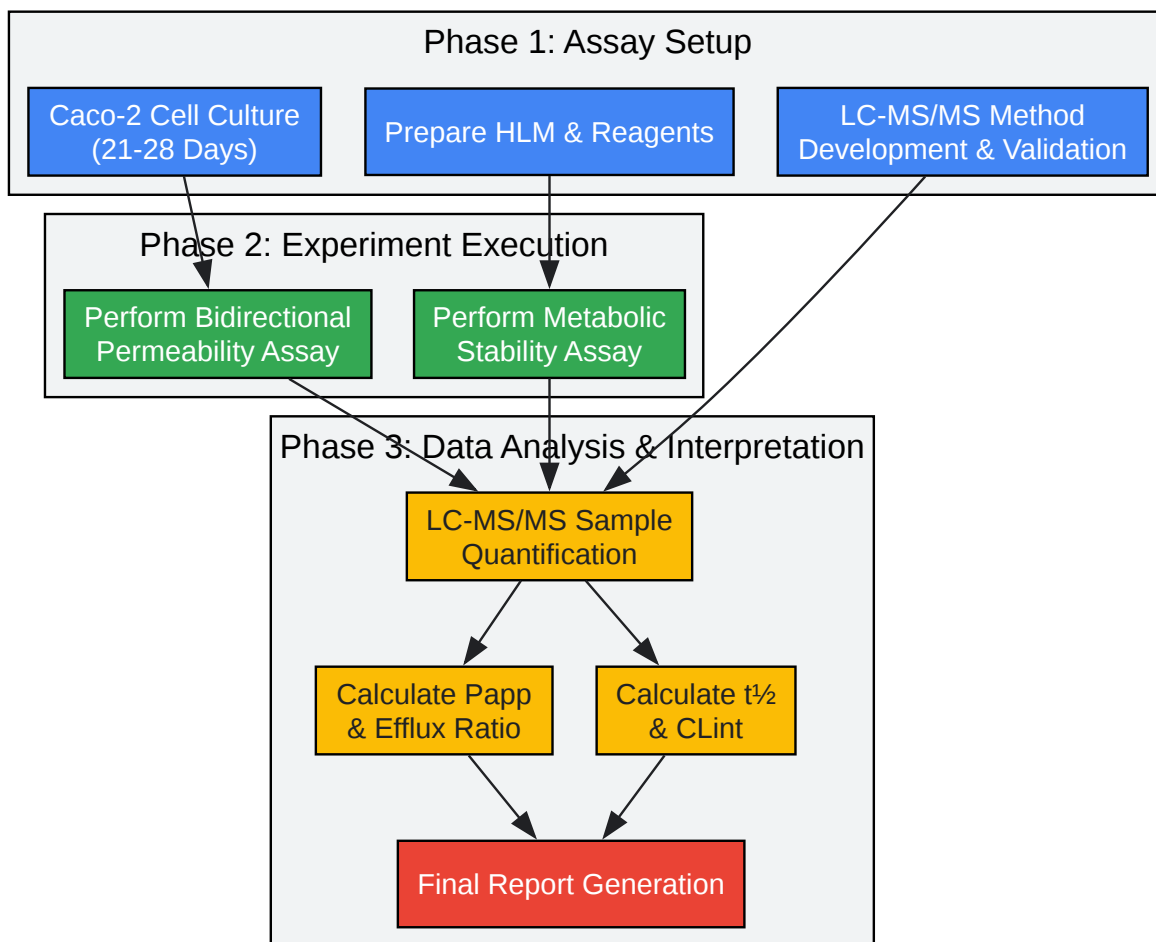 Phase 1: Assay Setup
Caco-2 Cell Culture
(21-28 Days)
Prepare HLM & Reagents
LC-MS/MS Method
Development & Validation
Phase 2: Experiment Execution
Perform Bidirectional
Permeability Assay
Perform Metabolic
Stability Assay
Phase 3: Data Analysis & Interpretation
LC-MS/MS Sample
Quantification
Calculate Papp
& Efflux Ratio
Calculate t½
& CLint
Final Report Generation